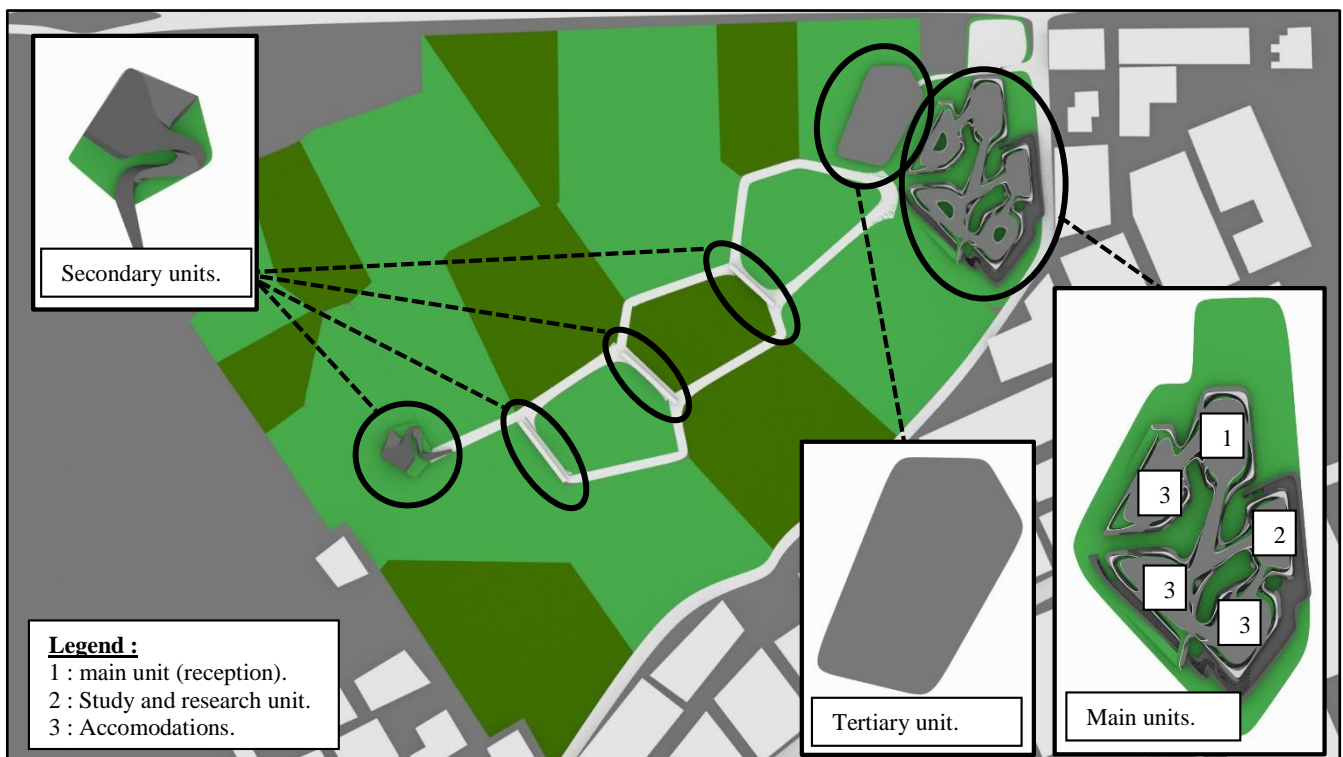 Secondary units.
1
3
2
3
3
Legend :
1 : main unit (reception).
2 : Study and research unit.
3 : Accomodations.
Tertiary unit.
Main units.